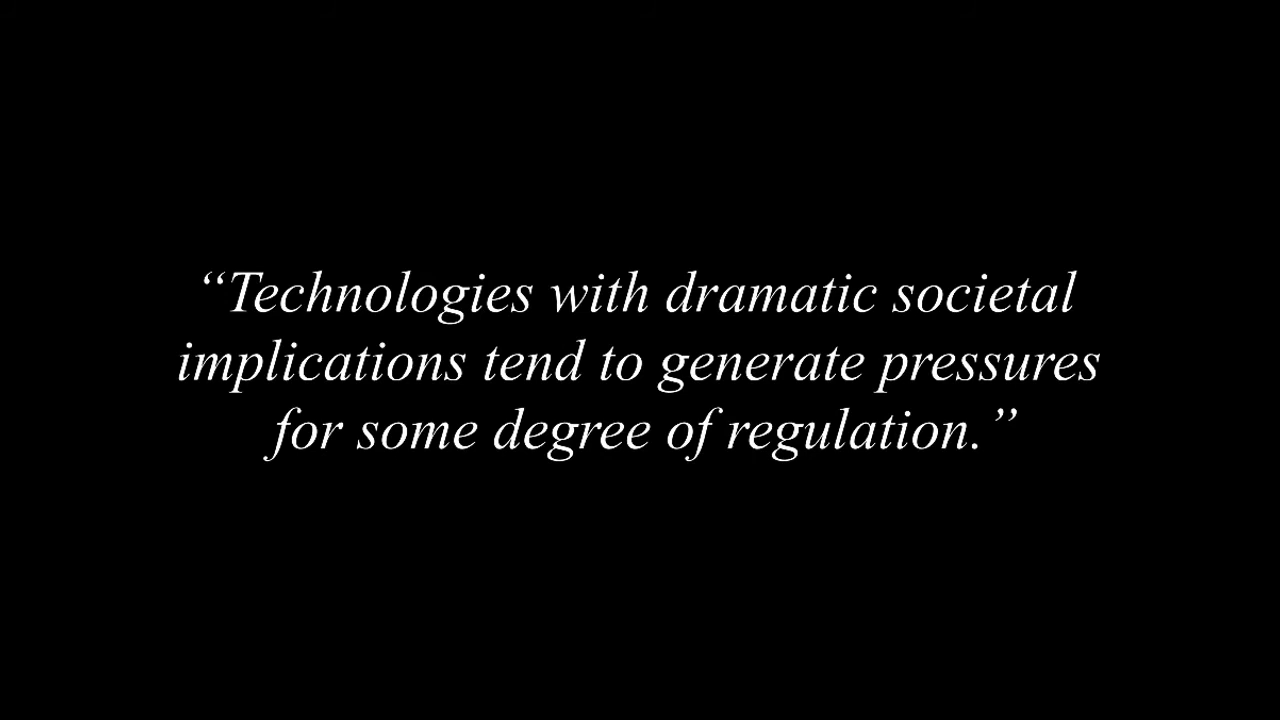 “Technologies with dramatic societal
implications tend to generate pressures
for some degree of regulation.”